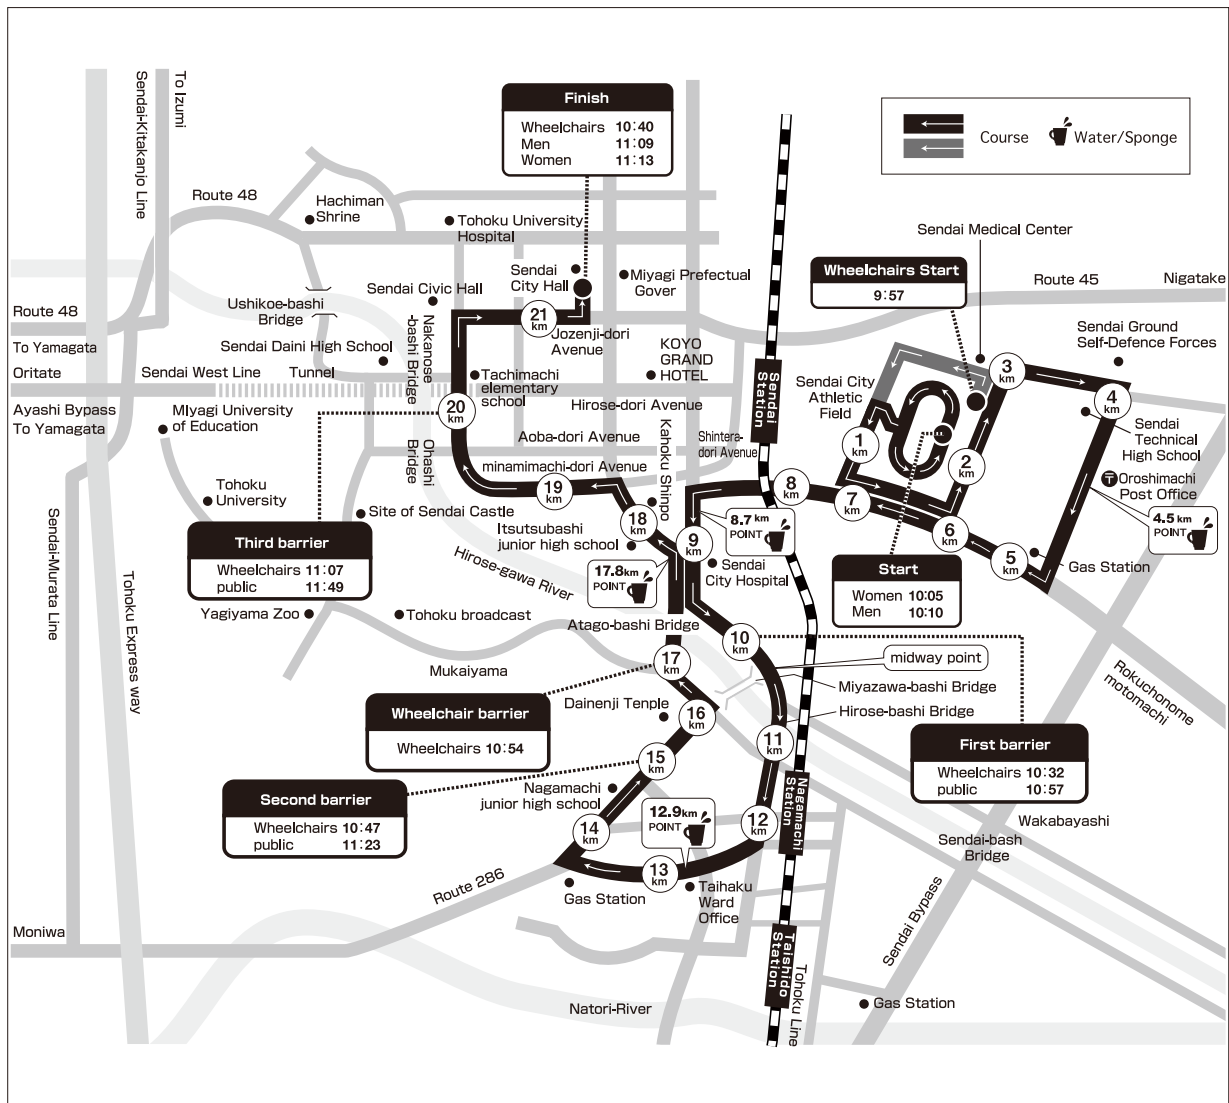 To Izumi
Sendai-Kitakanjo Line
Finish
Wheelchairs 10:40
Men 11:09
Women 11:13
Course
Water/Sponge
Route 48
Hachiman
Shrine
Tohoku University
Hospital
Sendai Medical Center
Sendai
City Hall
Miyagi Prefectual
Gover
Wheelchairs Start
9:57
Route 45
Nigatake
Ushikoe-bashi
Bridge
Sendai Civic Hall
Nakanose
-bashi Bridge
21
km
Jozenji-dori
Avenue
Route 48
To Yamagata
Sendai Daini High School
KOYO
GRAND
HOTEL
Sendai
Station
Sendai Ground
Self-Defence Forces
Oritate
Sendai West Line
Tunnel
Tachimachi
elementary
school
Sendai City
Athletic
Field
3
km
4
km
Ayashi Bypass
To Yamagata
MIyagi University
of Education
20
km
Hirose-dori Avenue
Sendai
Technical
High School
Ohashi
Bridge
Aoba-dori Avenue
Kahoku Shinpo
Shintera-
dori Avenue
1
km
2
km
minamimachi-dori Avenue
Tohoku
University
19
km
8
km
7
km
Oroshimachi
Post Office
Site of Sendai Castle
Itsutsubashi
junior high school
18
km
8.7 km
POINT
6
km
4.5 km
POINT
Third barrier
Wheelchairs 11:07
public 11:49
Hirose-gawa River
9
km
Sendai
City Hospital
5
km
Gas Station
17.8km
POINT
Start
Women 10:05
Men 10:10
Yagiyama Zoo
Tohoku broadcast
Atago-bashi Bridge
10
km
midway point
Sendai-Murata Line
Tohoku Express way
Mukaiyama
17
km
Miyazawa-bashi Bridge
Rokuchonome
motomachi
Wheelchair barrier
Wheelchairs 10:54
Dainenji Tenple
16
km
Hirose-bashi Bridge
11
km
First barrier
Wheelchairs 10:32
public 10:57
15
km
Second barrier
Wheelchairs 10:47
public 11:23
Nagamachi
junior high school
Nagamachi
Station
14
km
12.9km
POINT
12
km
Wakabayashi
Sendai-bash
Bridge
13
km
Route 286
Gas Station
Taihaku
Ward
Office
Sendai Bypass
Moniwa
Taishido
Station
Tohoku Line
Natori-River
Gas Station